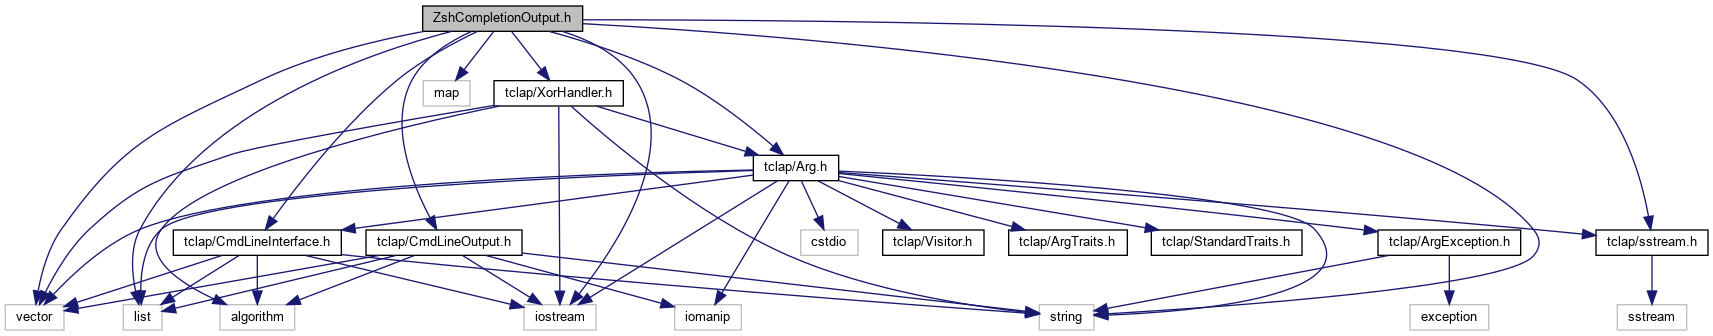 ZshCompletionOutput.h
map
tclap/XorHandler.h
tclap/Arg.h
tclap/CmdLineInterface.h
tclap/CmdLineOutput.h
cstdio
tclap/Visitor.h
tclap/ArgTraits.h
tclap/StandardTraits.h
tclap/ArgException.h
tclap/sstream.h
vector
list
algorithm
iostream
iomanip
string
exception
sstream